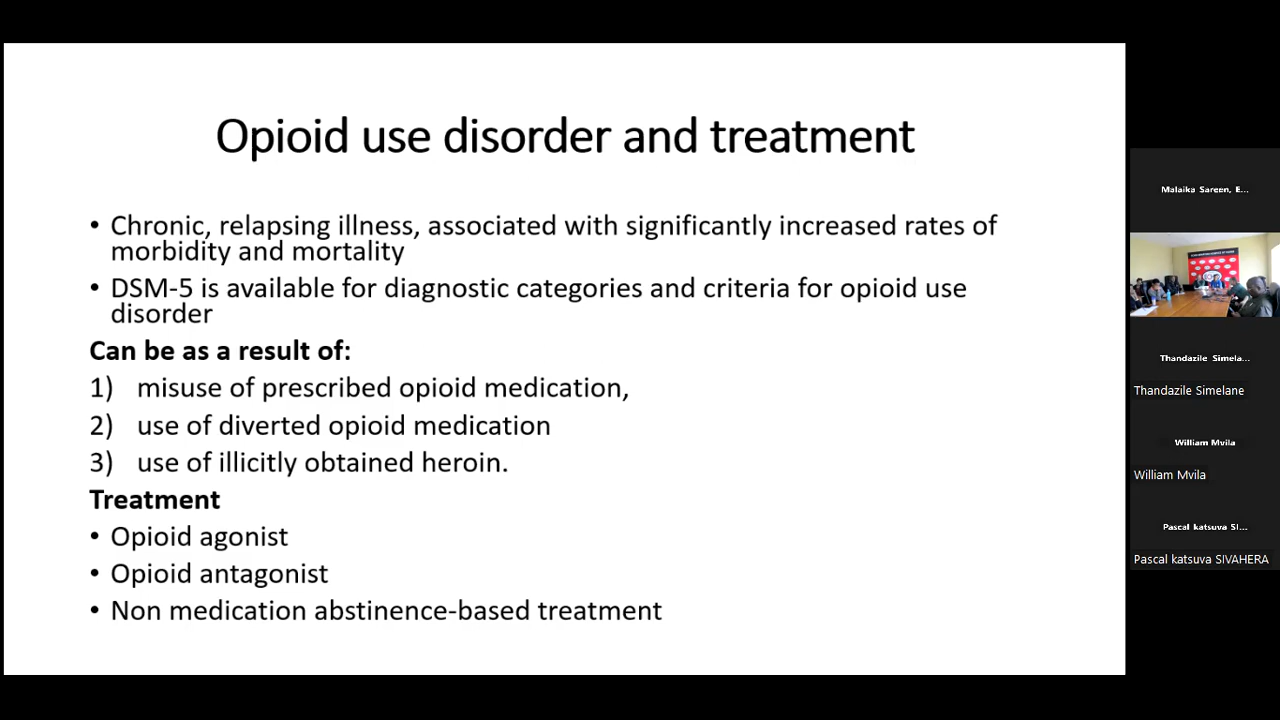 Opioid use disorder and treatment
• Chronic, relapsing illness, associated with significantly increased rates of
morbidity and mortality
• DSM-5 is available for diagnostic categories and criteria for opioid use
disorder
Can be as a result of:
1) misuse of prescribed opioid medication,
2) use of diverted opioid medication
3) use of illicitly obtained heroin.
Treatment
• Opioid agonist
• Opioid antagonist
• Non medication abstinence-based treatment
Malaika Sareen, E...
Thandazile Simela...
Thandazile Simelane
William Mvila
William Mvila
Pascal katsuva SI...
Pascal katsuva SIVAHERA